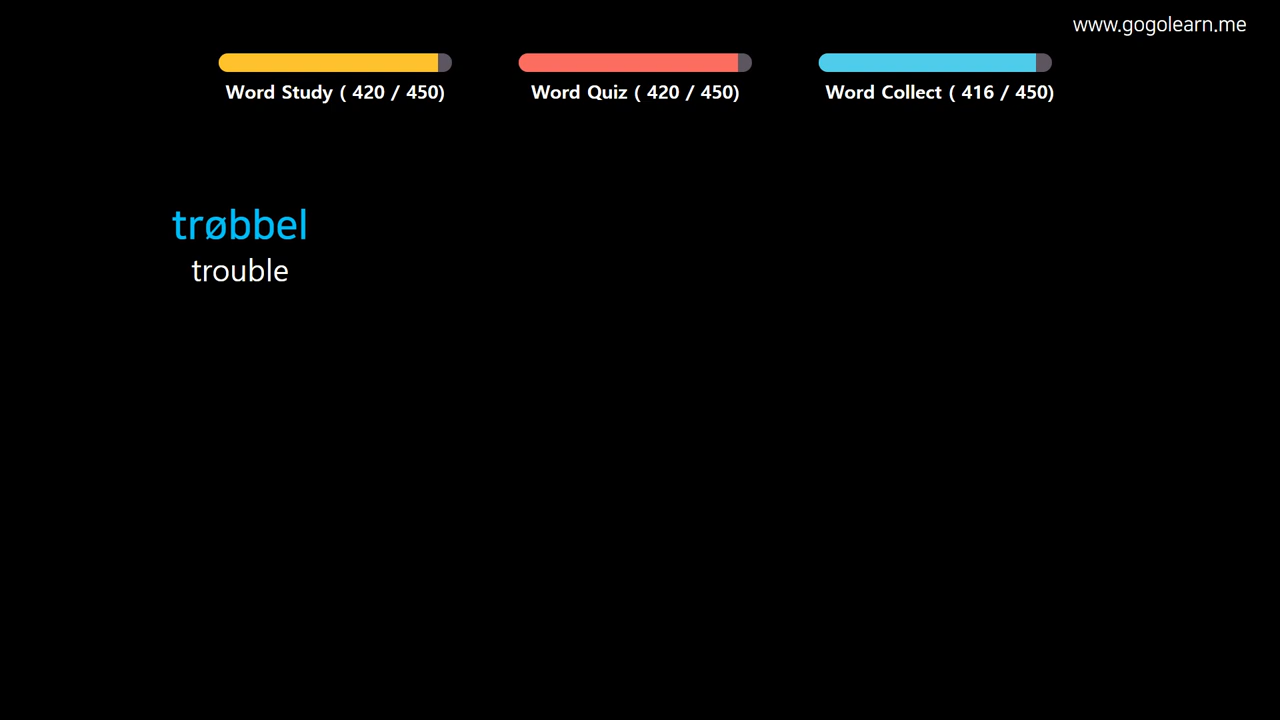 www.gogolearn.me
Word Study ( 420 / 450)
Word Quiz ( 420 / 450)
Word Collect ( 416 / 450)
trøbbel
trouble